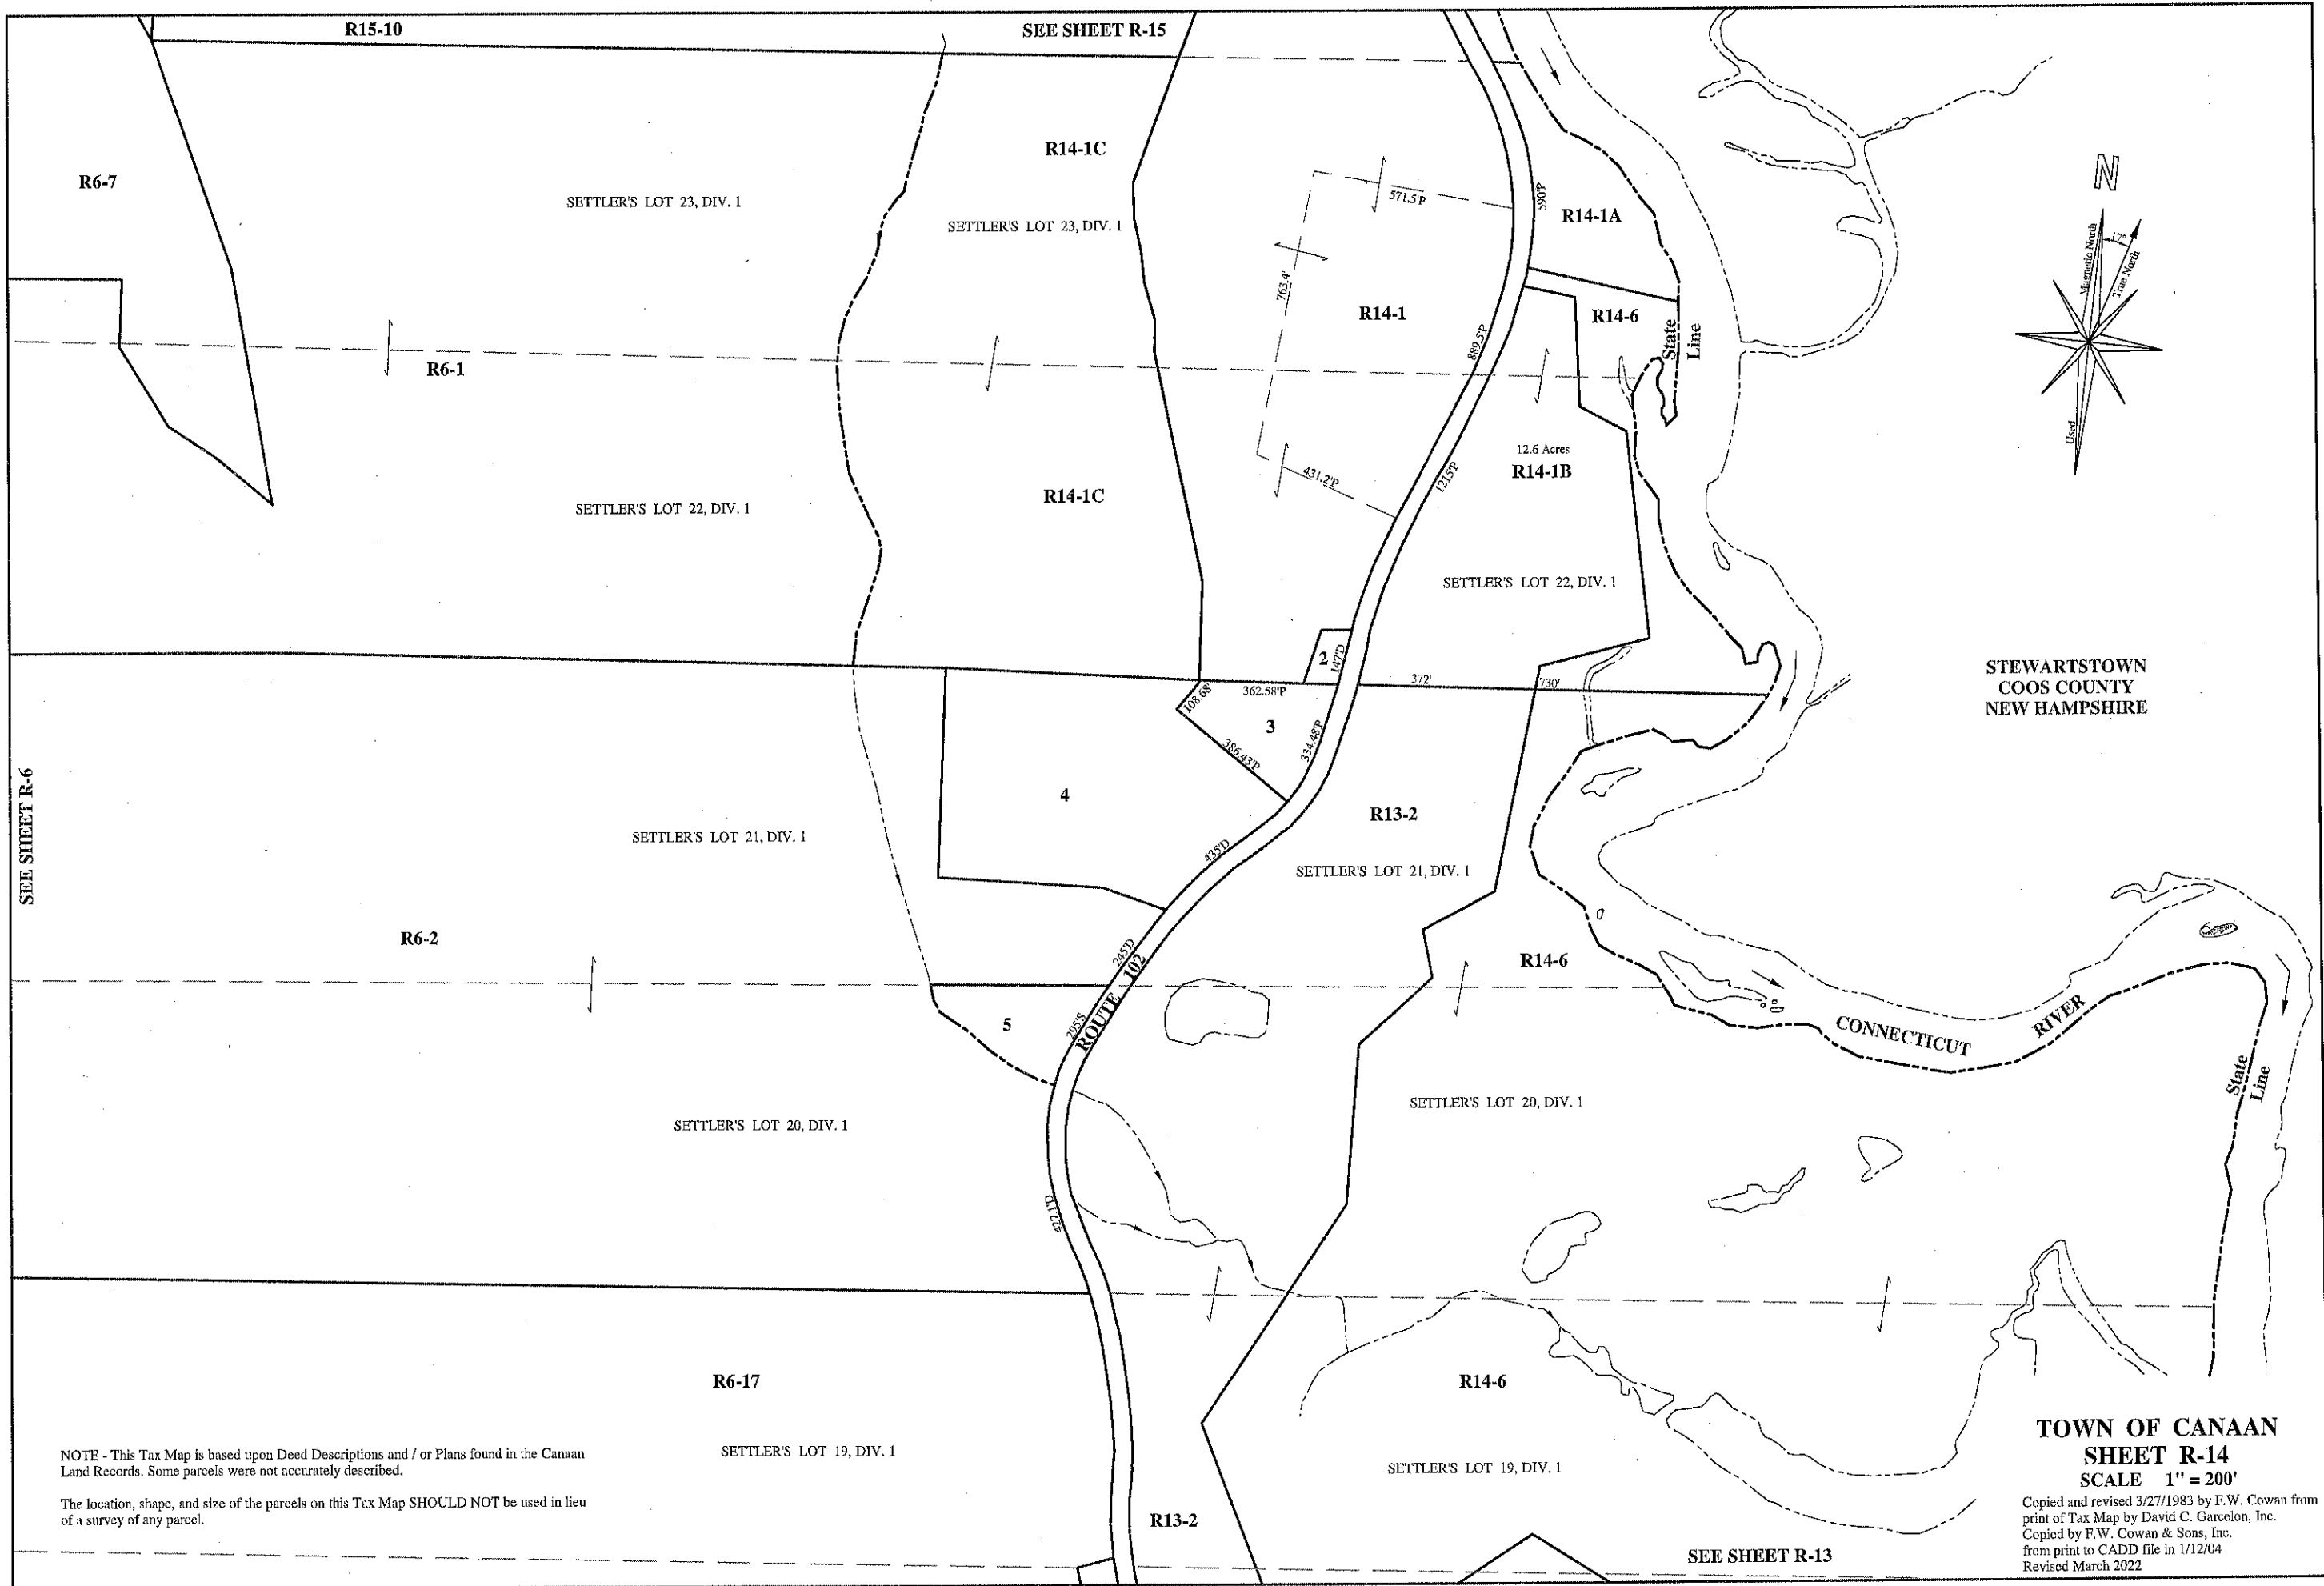 R15-10
SEE SHEET R-15
R6-7
R14-1C
SETTLER'S LOT 23, DIV. 1
SETTLER'S LOT 23, DIV. 1
571.5'P
590'P
R14-1A
N
Magnetic North
17°
True North
Used
763.4'
R14-1
889.5'P
R14-6
State
Line
R6-1
12.6 Acres
R14-1B
431.2'P
1215'P
R14-1C
SETTLER'S LOT 22, DIV. 1
SETTLER'S LOT 22, DIV. 1
2
147'D
372'
730'
108.68'
362.58'P
3
334.48'P
386.43'P
STEWARTSTOWN
COOS COUNTY
NEW HAMPSHIRE
SEE SHEET R-6
4
SETTLER'S LOT 21, DIV. 1
R13-2
435'D
SETTLER'S LOT 21, DIV. 1
R6-2
245'D
ROUTE 102
R14-6
5
295'S
CONNECTICUT RIVER
State
Line
SETTLER'S LOT 20, DIV. 1
SETTLER'S LOT 20, DIV. 1
427.1'D
R6-17
R14-6
SETTLER'S LOT 19, DIV. 1
SETTLER'S LOT 19, DIV. 1
NOTE - This Tax Map is based upon Deed Descriptions and / or Plans found in the Canaan
Land Records. Some parcels were not accurately described.
The location, shape, and size of the parcels on this Tax Map SHOULD NOT be used in lieu
of a survey of any parcel.
R13-2
SEE SHEET R-13
TOWN OF CANAAN
SHEET R-14
SCALE 1" = 200'
Copied and revised 3/27/1983 by F.W. Cowan from
print of Tax Map by David C. Garcelon, Inc.
Copied by F.W. Cowan & Sons, Inc.
from print to CADD file in 1/12/04
Revised March 2022